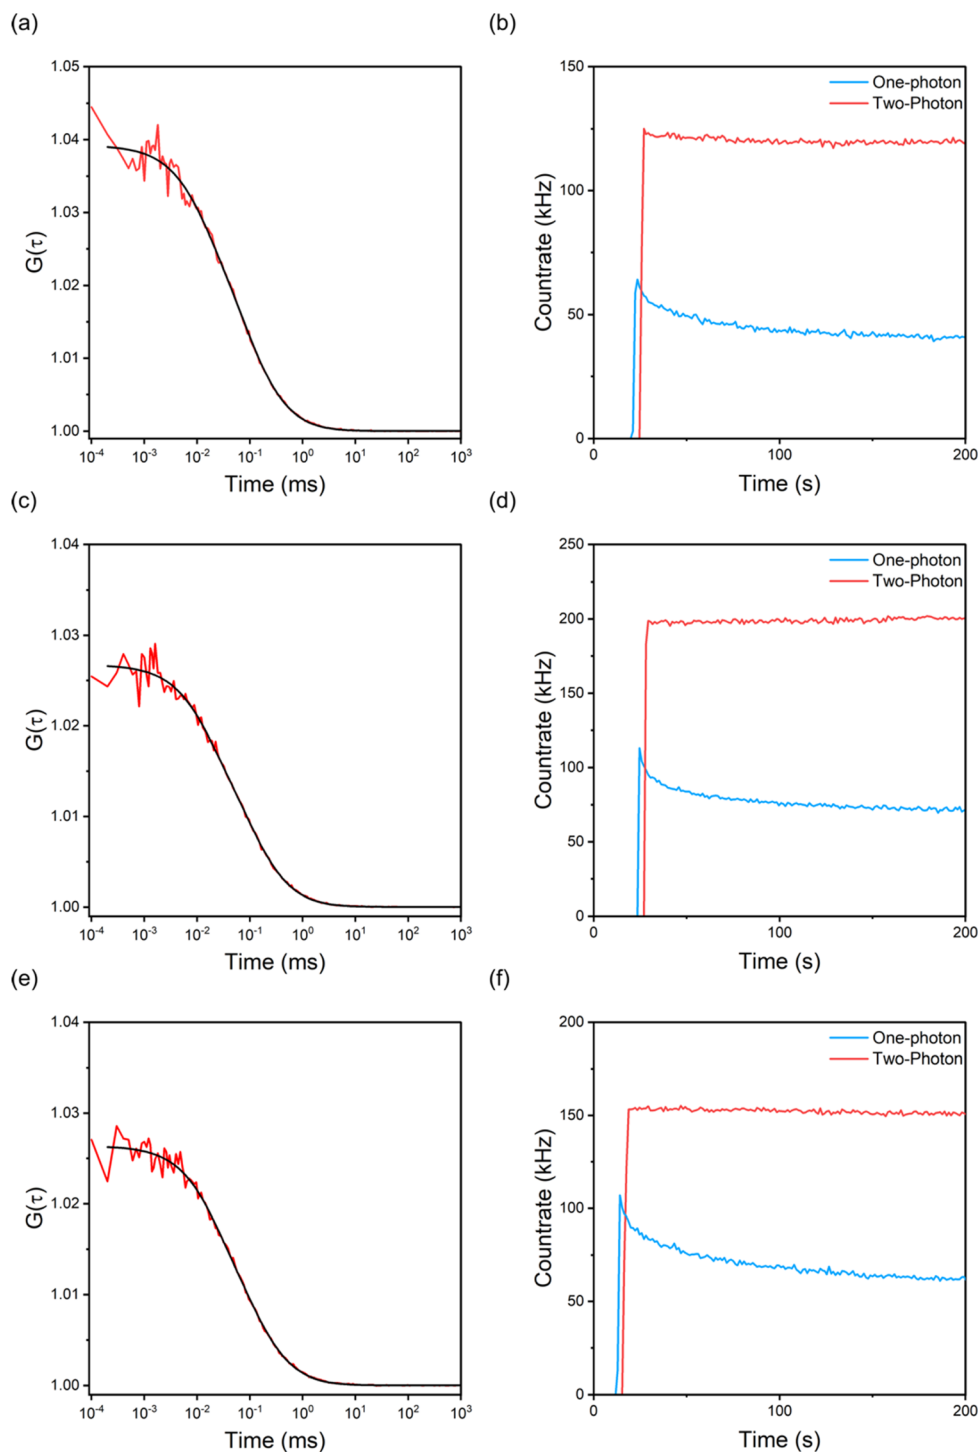 (a)
(b)
G(τ)
1.05
1.04
1.03
1.02
1.01
1.00
10⁻⁴ 10⁻³ 10⁻² 10⁻¹ 10⁰ 10¹ 10² 10³
Time (ms)
Countrate (kHz)
150
100
50
0
0 100 200
Time (s)
One-photon
Two-Photon
(c)
(d)
G(τ)
1.04
1.03
1.02
1.01
1.00
10⁻⁴ 10⁻³ 10⁻² 10⁻¹ 10⁰ 10¹ 10² 10³
Time (ms)
Countrate (kHz)
250
200
150
100
50
0
0 100 200
Time (s)
One-photon
Two-Photon
(e)
(f)
G(τ)
1.04
1.03
1.02
1.01
1.00
10⁻⁴ 10⁻³ 10⁻² 10⁻¹ 10⁰ 10¹ 10² 10³
Time (ms)
Countrate (kHz)
200
150
100
50
0
0 100 200
Time (s)
One-photon
Two-Photon